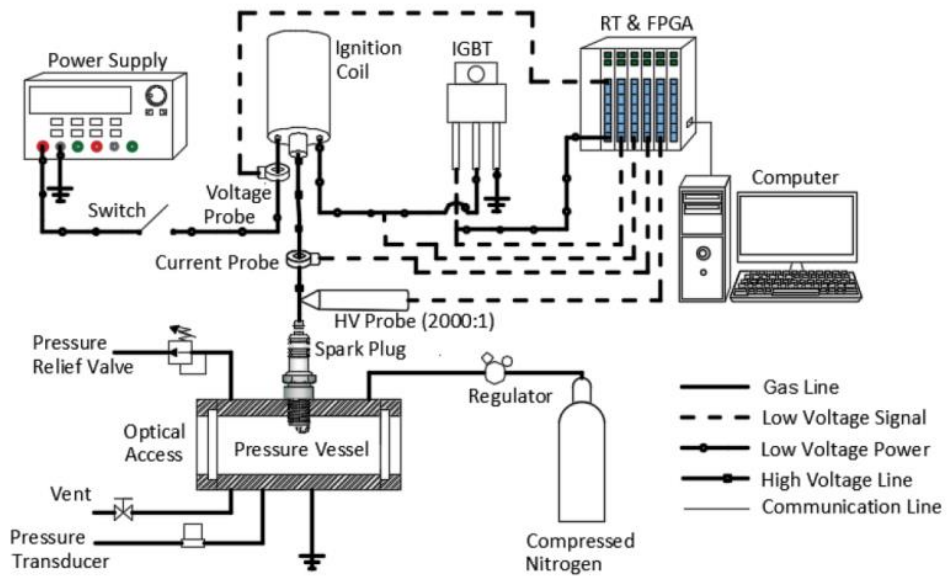 RT & FPGA
Ignition
Coil
IGBT
Power Supply
Voltage
Probe
Switch
Computer
Current Probe
HV Probe (2000:1)
Spark Plug
Pressure
Relief Valve
Regulator
Optical
Access
Pressure Vessel
Vent
Pressure
Transducer
Compressed
Nitrogen
Gas Line
Low Voltage Signal
Low Voltage Power
High Voltage Line
Communication Line